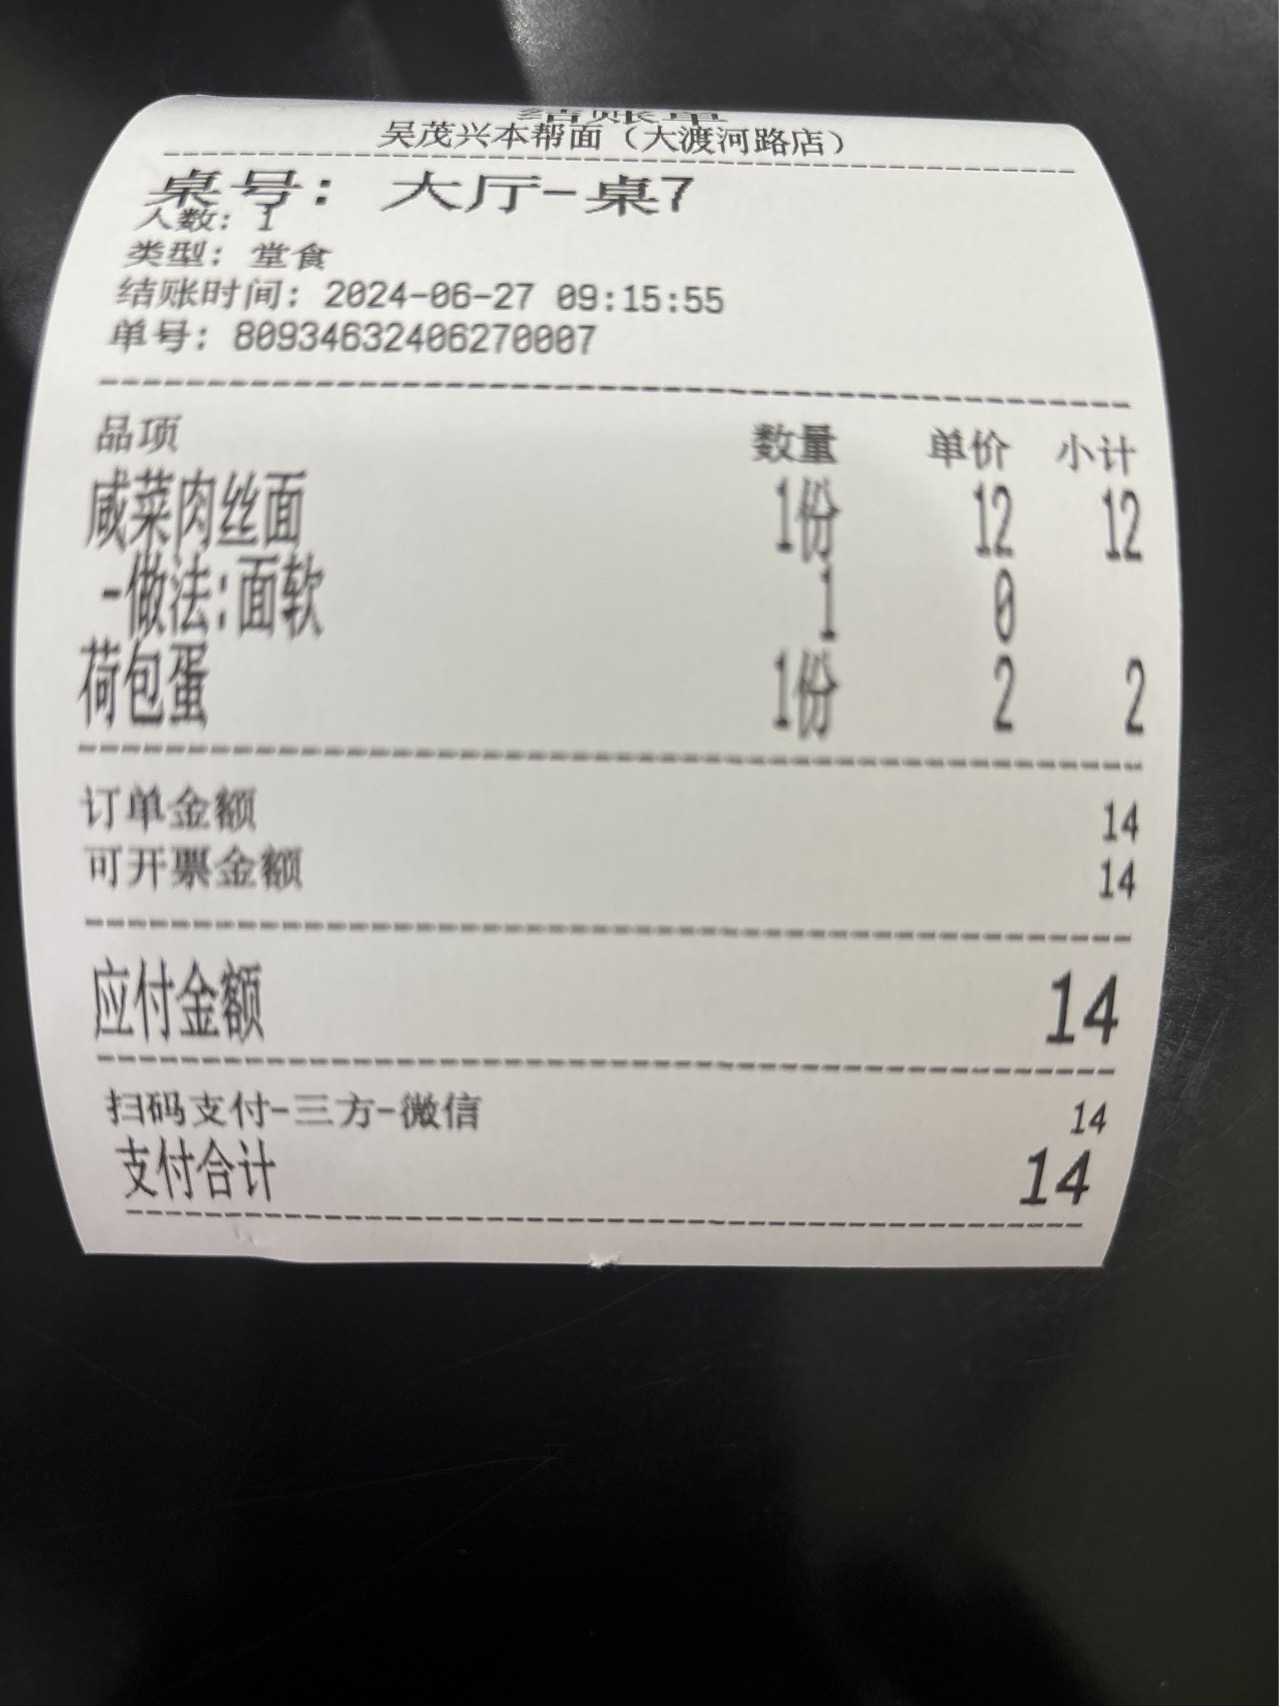 结账单
吴茂兴本帮面（大渡河路店）
桌号： 大厅-桌7
人数：1
类型：堂食
结账时间：2024-06-27 09:15:55
单号：80934632406270007
品项 数量 单价 小计
咸菜肉丝面 1份 12 12
-做法:面软 1 0
荷包蛋 1份 2 2
订单金额 14
可开票金额 14
应付金额 14
扫码支付-三方-微信 14
支付合计 14